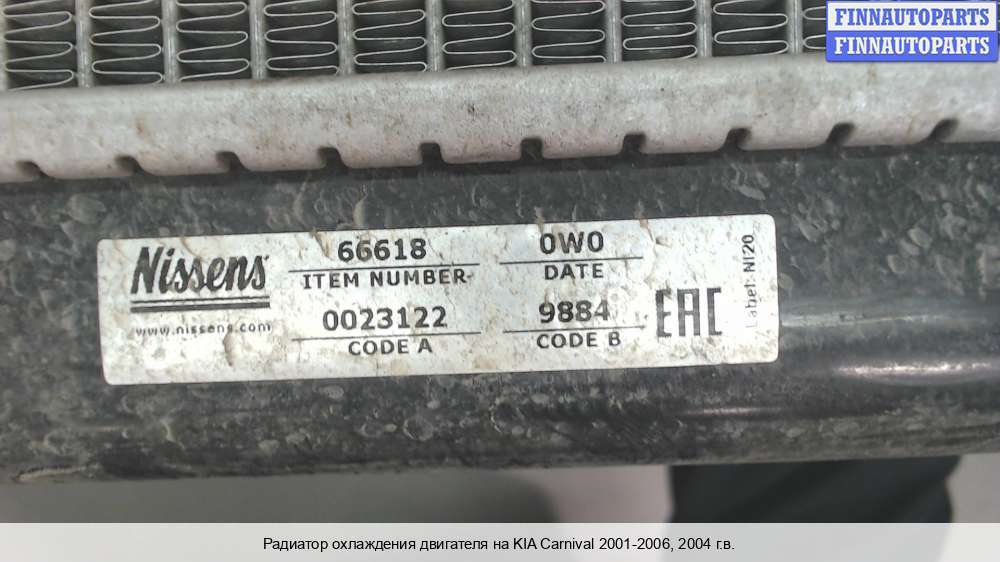 FINNAUTOPARTS
FINNAUTOPARTS
Nissens
www.nissens.com
66618
ITEM NUMBER
0023122
CODE A
0W0
DATE
9884
CODE B
EAC
Label: NI20
Радиатор охлаждения двигателя на KIA Carnival 2001-2006, 2004 г.в.